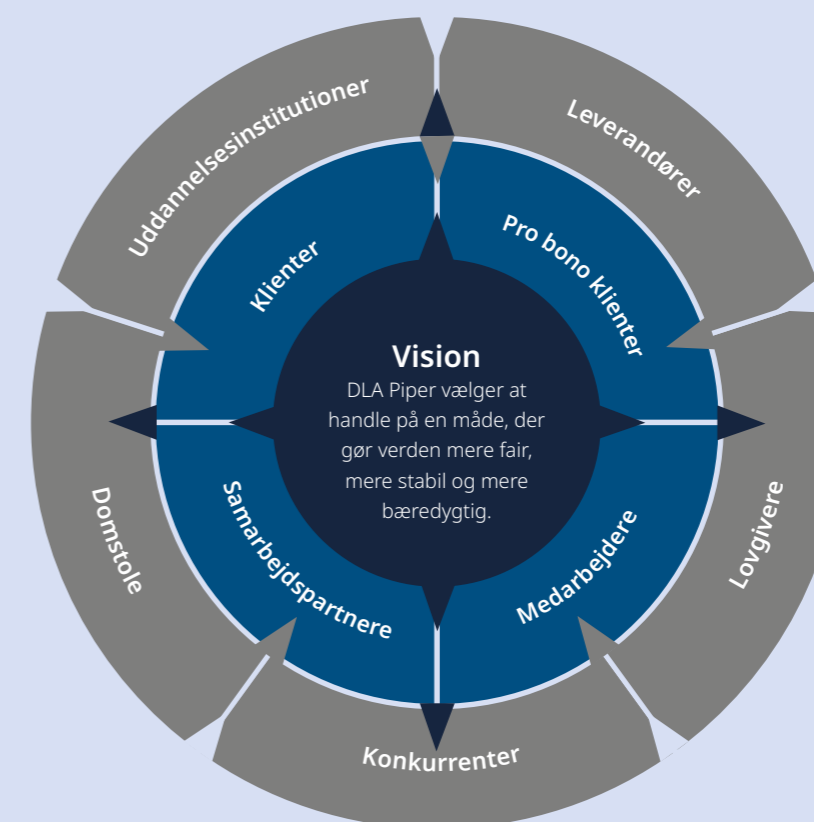 Uddannelsesinstitutioner
Leverandører
Klienter
Pro bono klienter
Vision
DLA Piper vælger at
handle på en måde, der
gør verden mere fair,
mere stabil og mere
bæredygtig.
Domstole
Samarbejdspartnere
Medarbejdere
Lovgivere
Konkurrenter